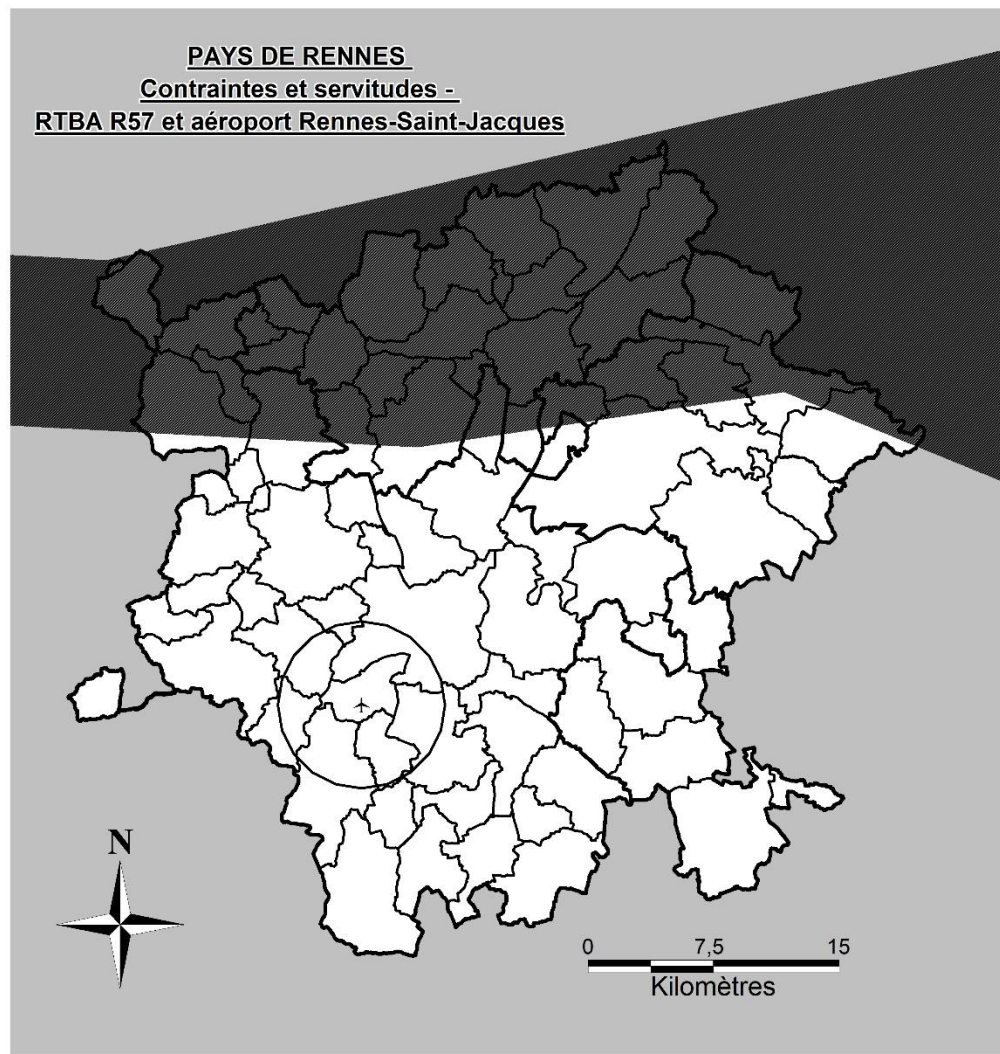 PAYS DE RENNES
Contraintes et servitudes -
RTBA R57 et aéroport Rennes-Saint-Jacques
N
0 7,5 15
Kilomètres